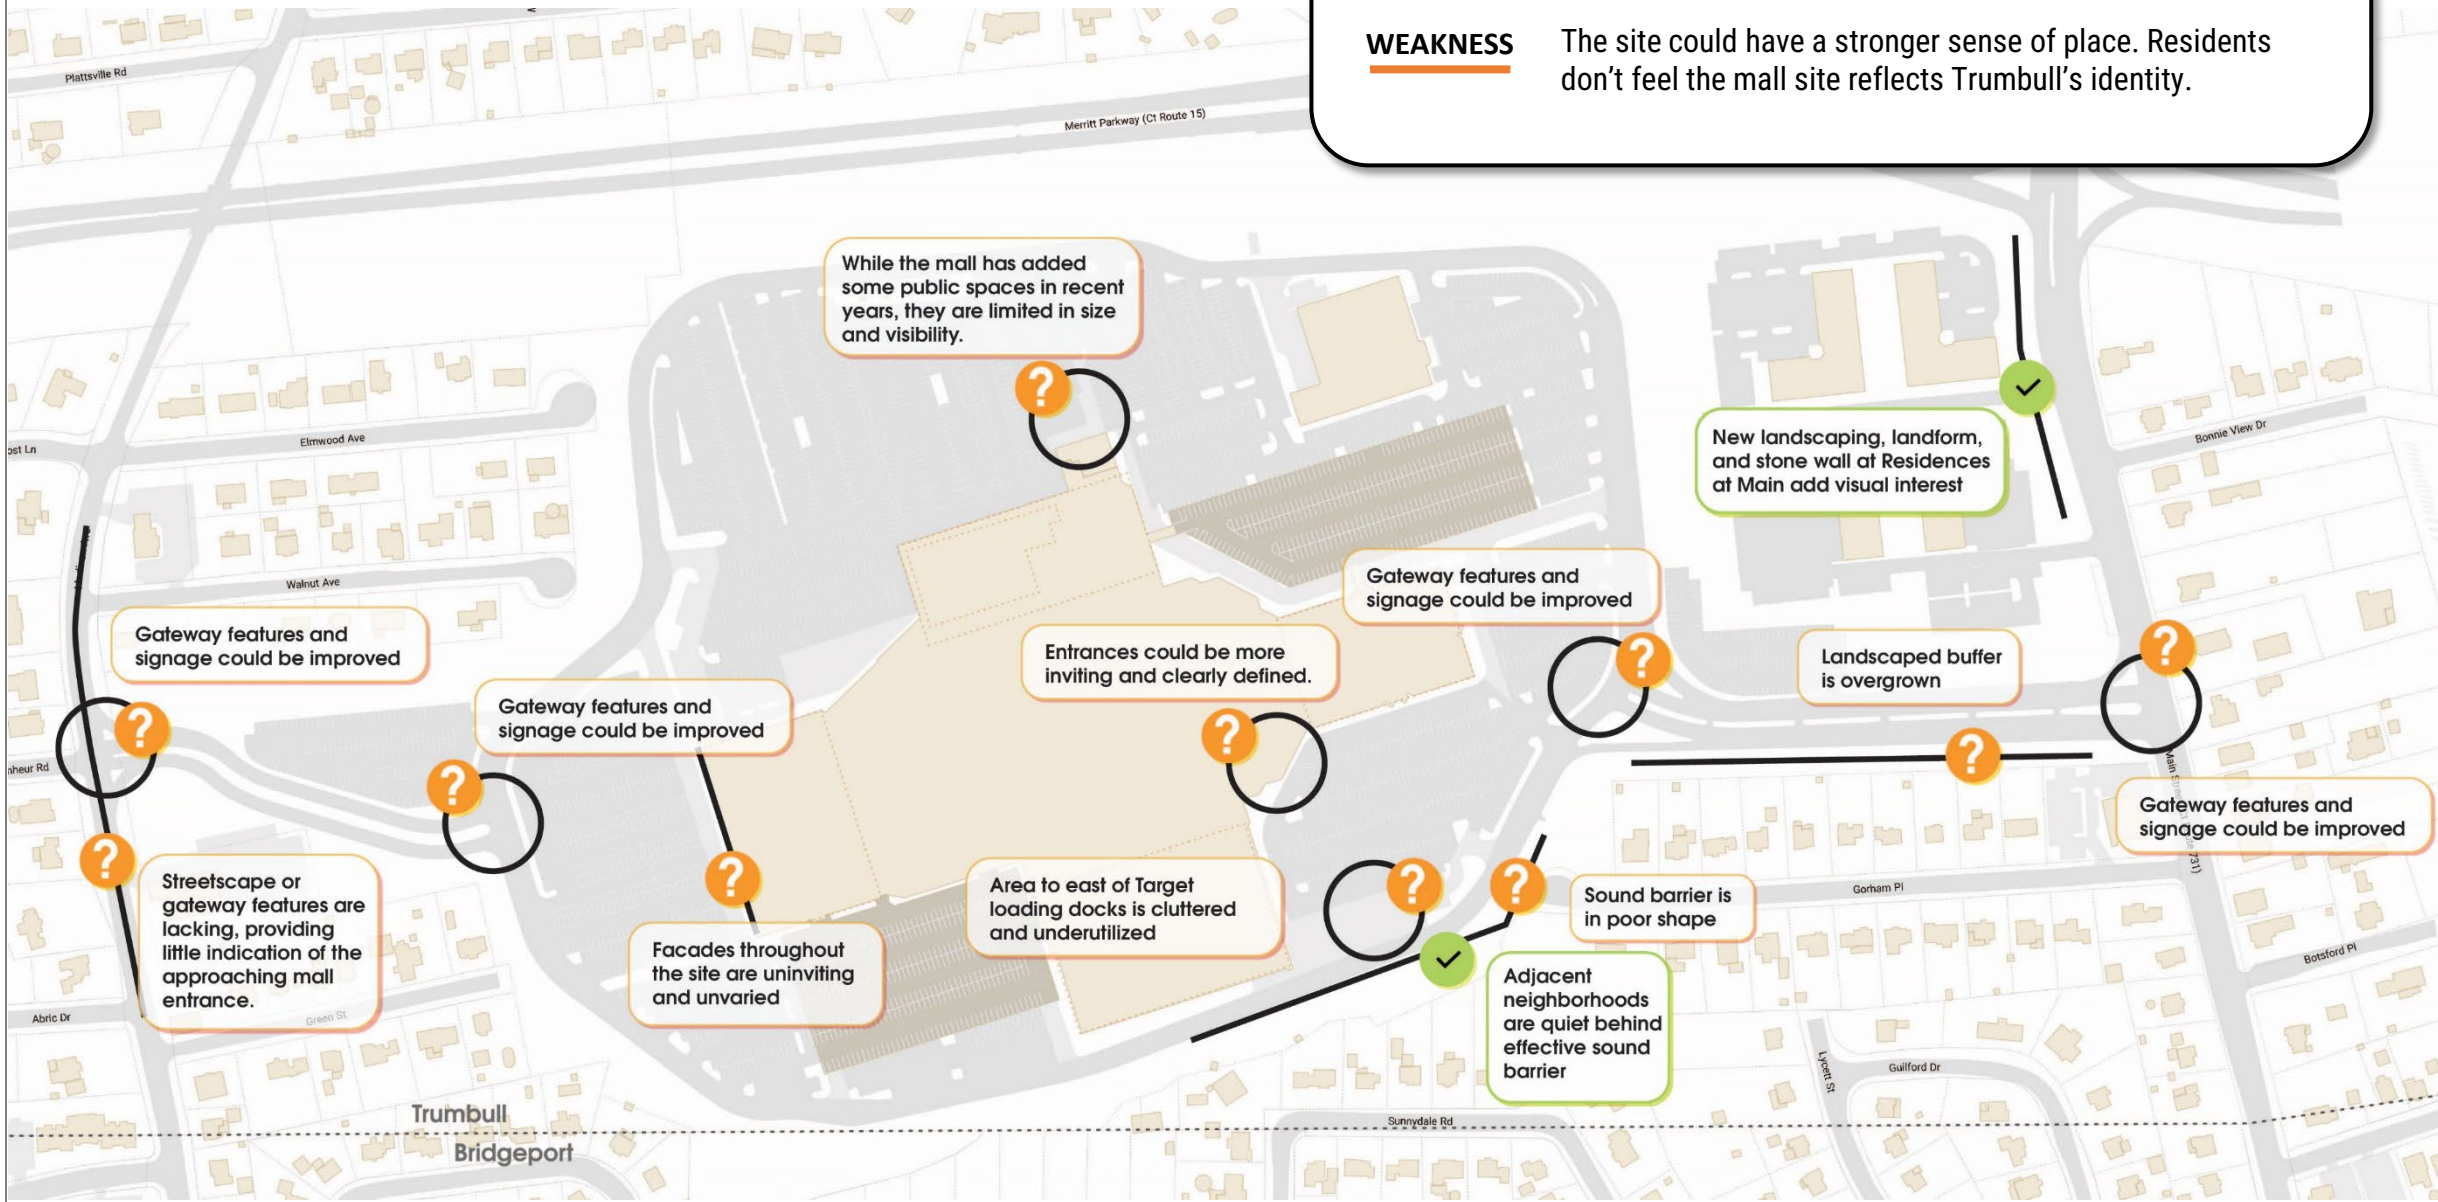 WEAKNESS
The site could have a stronger sense of place. Residents
don’t feel the mall site reflects Trumbull’s identity.
Plattsville Rd
Merritt Parkway (Ct Route 15)
While the mall has added
some public spaces in recent
years, they are limited in size
and visibility.
Elmwood Ave
ost Ln
Bonnie View Dr
New landscaping, landform,
and stone wall at Residences
at Main add visual interest
Walnut Ave
Gateway features and
signage could be improved
Gateway features and
signage could be improved
Entrances could be more
inviting and clearly defined.
Landscaped buffer
is overgrown
Gateway features and
signage could be improved
nheur Rd
Main Street
731)
Gateway features and
signage could be improved
Streetscape or
gateway features are
lacking, providing
little indication of the
approaching mall
entrance.
Area to east of Target
loading docks is cluttered
and underutilized
Sound barrier is
in poor shape
Gorham Pl
Facades throughout
the site are uninviting
and unvaried
Botsford Pl
Adjacent
neighborhoods
are quiet behind
effective sound
barrier
Abric Dr
Green St
Lycett St
Guilford Dr
Trumbull
Bridgeport
Sunnydale Rd